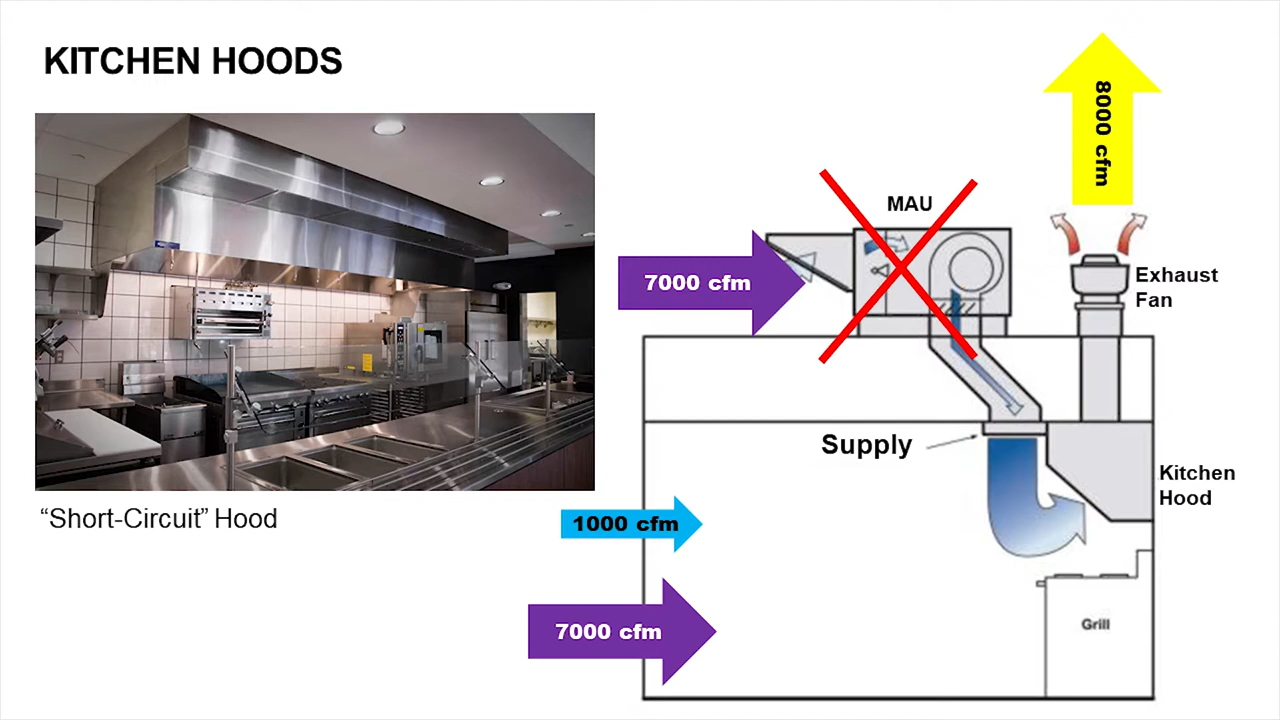 KITCHEN HOODS
"Short-Circuit" Hood
8000 cfm
MAU
7000 cfm
Exhaust
Fan
Supply
Kitchen
Hood
1000 cfm
7000 cfm
Grill